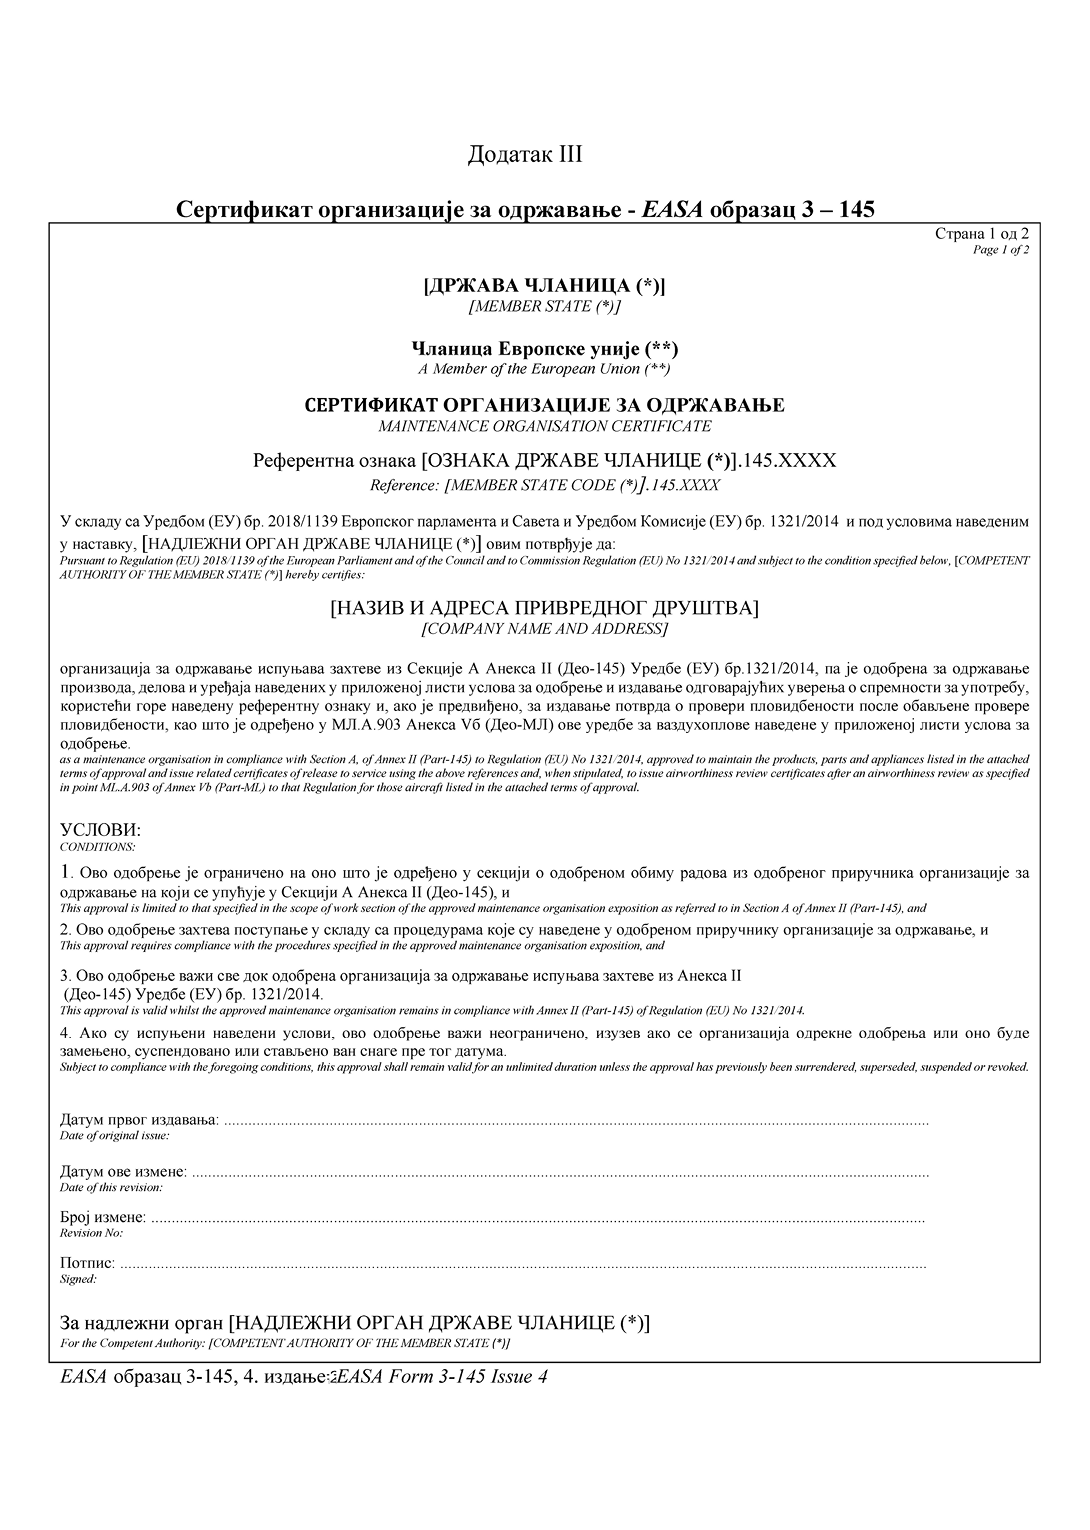 Додатак III
Сертификат организације за одржавање - EASA образац 3 – 145
Страна 1 од 2
Page 1 of 2
[ДРЖАВА ЧЛАНИЦА (*)]
[MEMBER STATE (*)]
Чланица Европске уније (**)
A Member of the European Union (**)
СЕРТИФИКАТ ОРГАНИЗАЦИЈЕ ЗА ОДРЖАВАЊЕ
MAINTENANCE ORGANISATION CERTIFICATE
Референтна ознака [ОЗНАКА ДРЖАВЕ ЧЛАНИЦЕ (*)].145.XXXX
Reference: [MEMBER STATE CODE (*)].145.XXXX
У складу са Уредбом (ЕУ) бр. 2018/1139 Европског парламента и Савета и Уредбом Комисије (ЕУ) бр. 1321/2014 и под условима наведеним
у наставку, [НАДЛЕЖНИ ОРГАН ДРЖАВЕ ЧЛАНИЦЕ (*)] овим потврђује да:
Pursuant to Regulation (EU) 2018/1139 of the European Parliament and of the Council and to Commission Regulation (EU) No 1321/2014 and subject to the condition specified below, [COMPETENT
AUTHORITY OF THE MEMBER STATE (*)] hereby certifies:
[НАЗИВ И АДРЕСА ПРИВРЕДНОГ ДРУШТВА]
[COMPANY NAME AND ADDRESS]
организација за одржавање испуњава захтеве из Секције А Анекса II (Део-145) Уредбе (ЕУ) бр.1321/2014, па је одобрена за одржавање
производа, делова и уређаја наведених у приложеној листи услова за одобрење и издавање одговарајућих уверења о спремности за употребу,
користећи горе наведену референтну ознаку и, ако је предвиђено, за издавање потврда о провери пловидбености после обављене провере
пловидбености, као што је одређено у МЛ.А.903 Анекса Vб (Део-МЛ) ове уредбе за ваздухоплове наведене у приложеној листи услова за
одобрење.
as a maintenance organisation in compliance with Section A, of Annex II (Part-145) to Regulation (EU) No 1321/2014, approved to maintain the products, parts and appliances listed in the attached
terms of approval and issue related certificates of release to service using the above references and, when stipulated, to issue airworthiness review certificates after an airworthiness review as specified
in point ML.A.903 of Annex Vb (Part-ML) to that Regulation for those aircraft listed in the attached terms of approval.
УСЛОВИ:
CONDITIONS:
1. Ово одобрење је ограничено на оно што је одређено у секцији о одобреном обиму радова из одобреног приручника организације за
одржавање на који се упућује у Секцији А Анекса II (Део-145), и
This approval is limited to that specified in the scope of work section of the approved maintenance organisation exposition as referred to in Section A of Annex II (Part-145), and
2. Ово одобрење захтева поступање у складу са процедурама које су наведене у одобреном приручнику организације за одржавање, и
This approval requires compliance with the procedures specified in the approved maintenance organisation exposition, and
3. Ово одобрење важи све док одобрена организација за одржавање испуњава захтеве из Анекса II
(Део-145) Уредбе (ЕУ) бр. 1321/2014.
This approval is valid whilst the approved maintenance organisation remains in compliance with Annex II (Part-145) of Regulation (EU) No 1321/2014.
4. Ако су испуњени наведени услови, ово одобрење важи неограничено, изузев ако се организација одрекне одобрења или оно буде
замењено, суспендовано или стављено ван снаге пре тог датума.
Subject to compliance with the foregoing conditions, this approval shall remain valid for an unlimited duration unless the approval has previously been surrendered, superseded, suspended or revoked.
Датум првог издавања: ........................................................................
Date of original issue:
Датум ове измене: ........................................................................
Date of this revision:
Број измене: ........................................................................
Revision No:
Потпис: ........................................................................
Signed:
За надлежни орган [НАДЛЕЖНИ ОРГАН ДРЖАВЕ ЧЛАНИЦЕ (*)]
For the Competent Authority: [COMPETENT AUTHORITY OF THE MEMBER STATE (*)]
EASA образац 3-145, 4. издање EASA Form 3-145 Issue 4